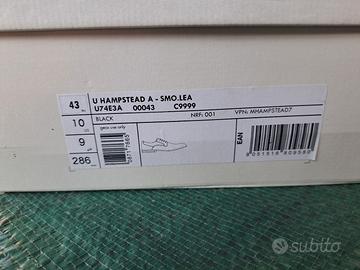 43
10
9
286
U HAMPSTEAD A - SMO.LEA
U74E3A 00043 C9999
BLACK NRF: 001 VPN: MHAMPSTEAD7
geox use only
EAN
subito